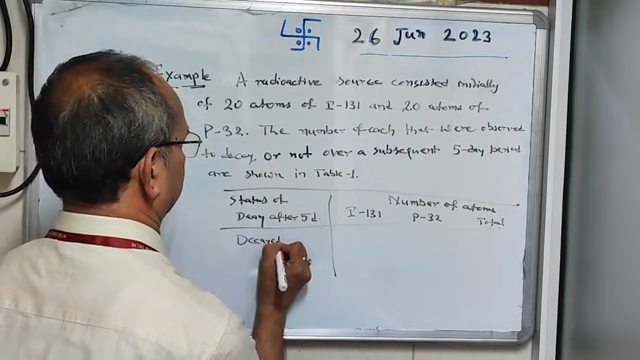 26 Jun 2023
Example A radioactive source consisted initially
of 20 atoms of I-131 and 20 atoms of
P-32. The number of each that were observed
to decay or not over a subsequent 5-day period
are shown in Table-1.
Status of Number of atoms
Decay after 5d I-131 P-32 Total
Decayed